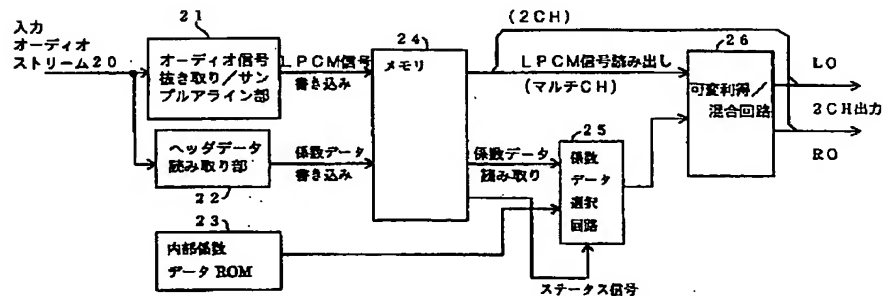 入力
オーディオ
ストリーム20
21
オーディオ信号
抜き取り/サン
プルアライン部
LPCM信号
書き込み
ヘッダデータ
読み取り部
22
係数データ
書き込み
23
内部係数
データROM
24
メモリ
(2CH)
LPCM信号読み出し
(マルチCH)
係数データ
読み取り
25
係数
データ
選択
回路
ステータス信号
26
可変利得/
混合回路
LO
2CH出力
RO